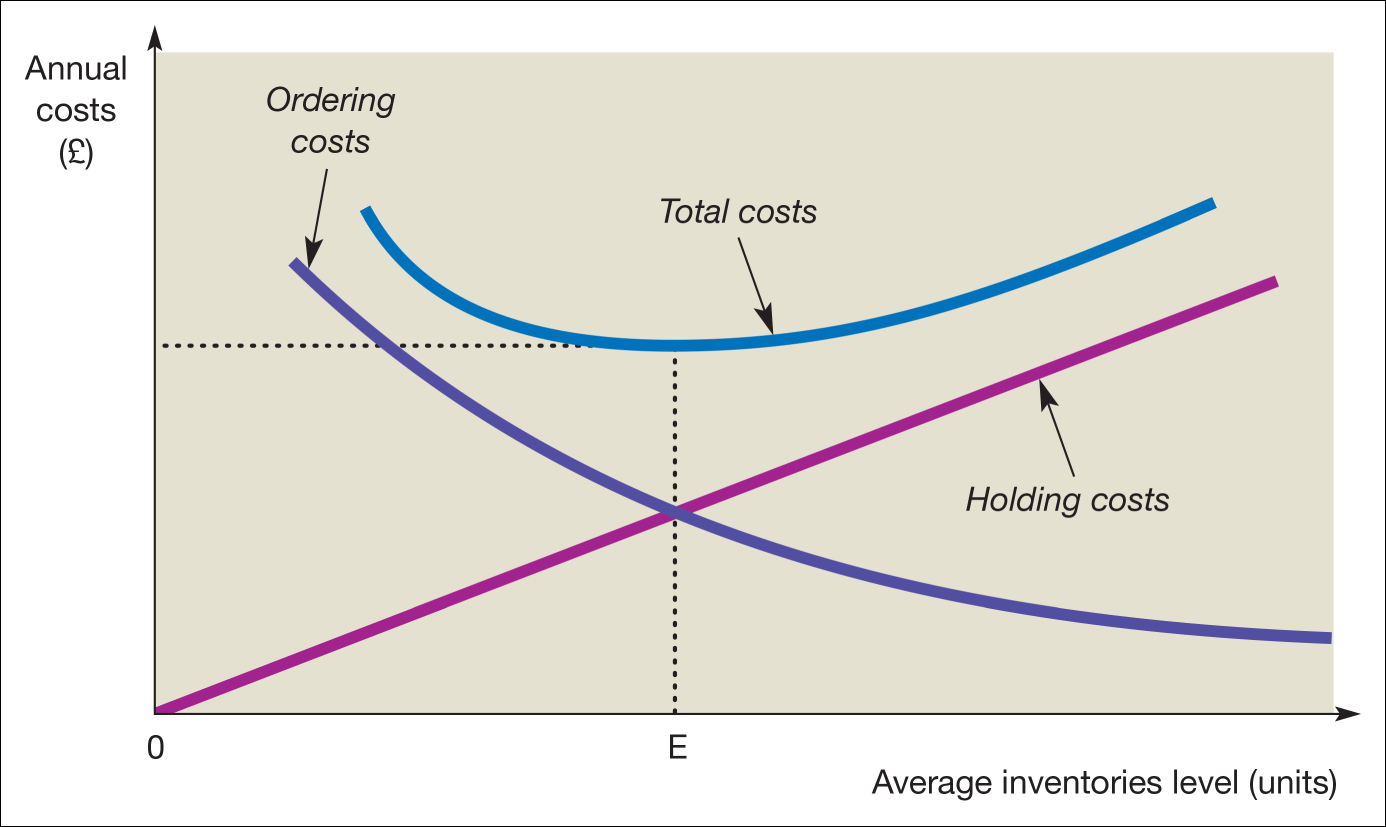 Annual
costs
(£)
Ordering
costs
Total costs
Holding costs
0
E
Average inventories level (units)